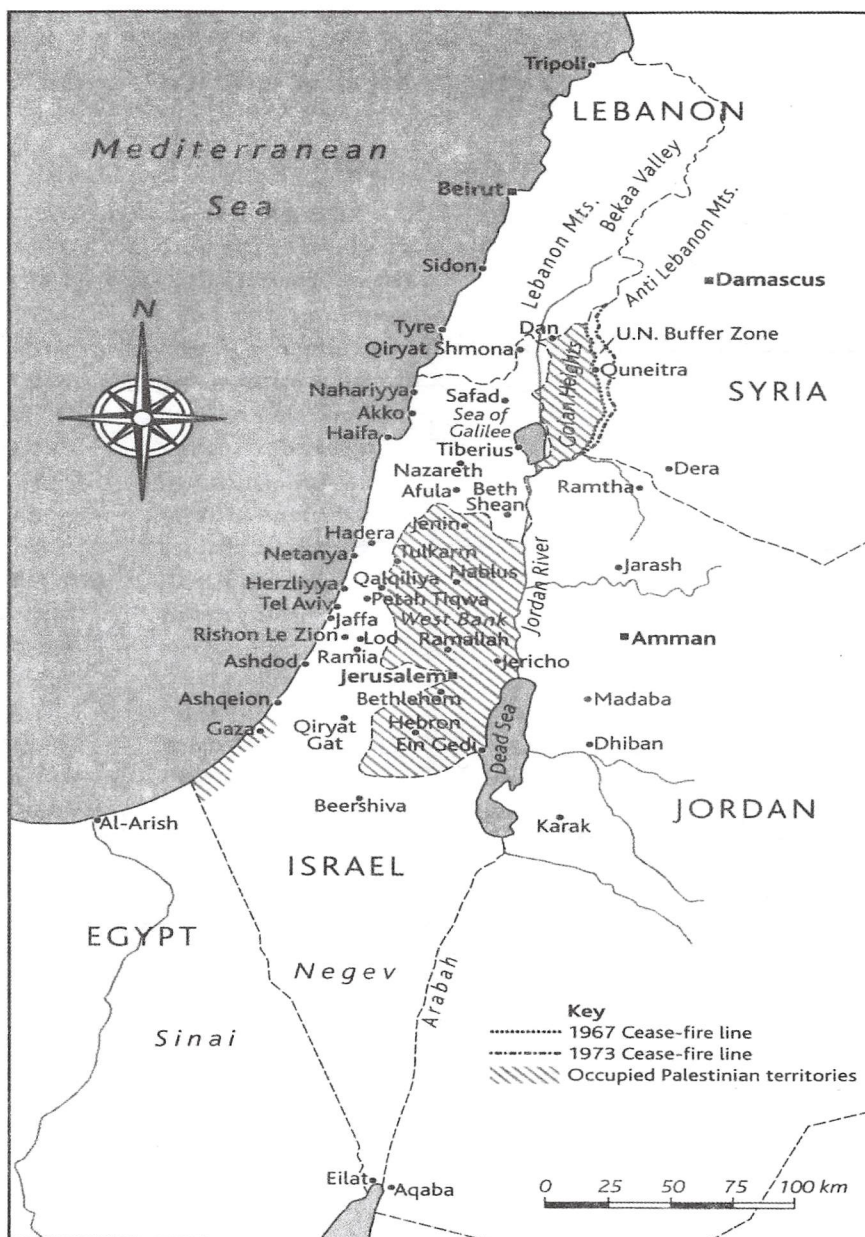 Tripoli
LEBANON
Mediterranean
Sea
Beirut
Bekaa Valley
Lebanon Mts.
Anti Lebanon Mts.
Sidon
Damascus
N
Tyre
Dan
U.N. Buffer Zone
Qiryat Shmona
Golan Heights
Quneitra
SYRIA
Nahariyya
Safad
Akko
Sea of
Galilee
Haifa
Tiberius
Nazareth
Dera
Afula
Beth
Shean
Ramtha
Jenin
Hadera
Netanya
Tulkarm
Jordan River
Jarash
Herzliyya
Qalqiliya
Nablus
Tel Aviv
Petah Tiqwa
Jaffa
West Bank
Rishon Le Zion
Lod
Ramallah
Amman
Ashdod
Ramia
Jericho
Jerusalem
Ashqeion
Bethlehem
Madaba
Gaza
Qiryat
Gat
Hebron
Dead Sea
Ein Gedi
Dhiban
Beershiva
JORDAN
Al-Arish
Karak
ISRAEL
EGYPT
Negev
Arabah
Sinai
Key
1967 Cease-fire line
1973 Cease-fire line
Occupied Palestinian territories
Eilat
Aqaba
0 25 50 75 100 km